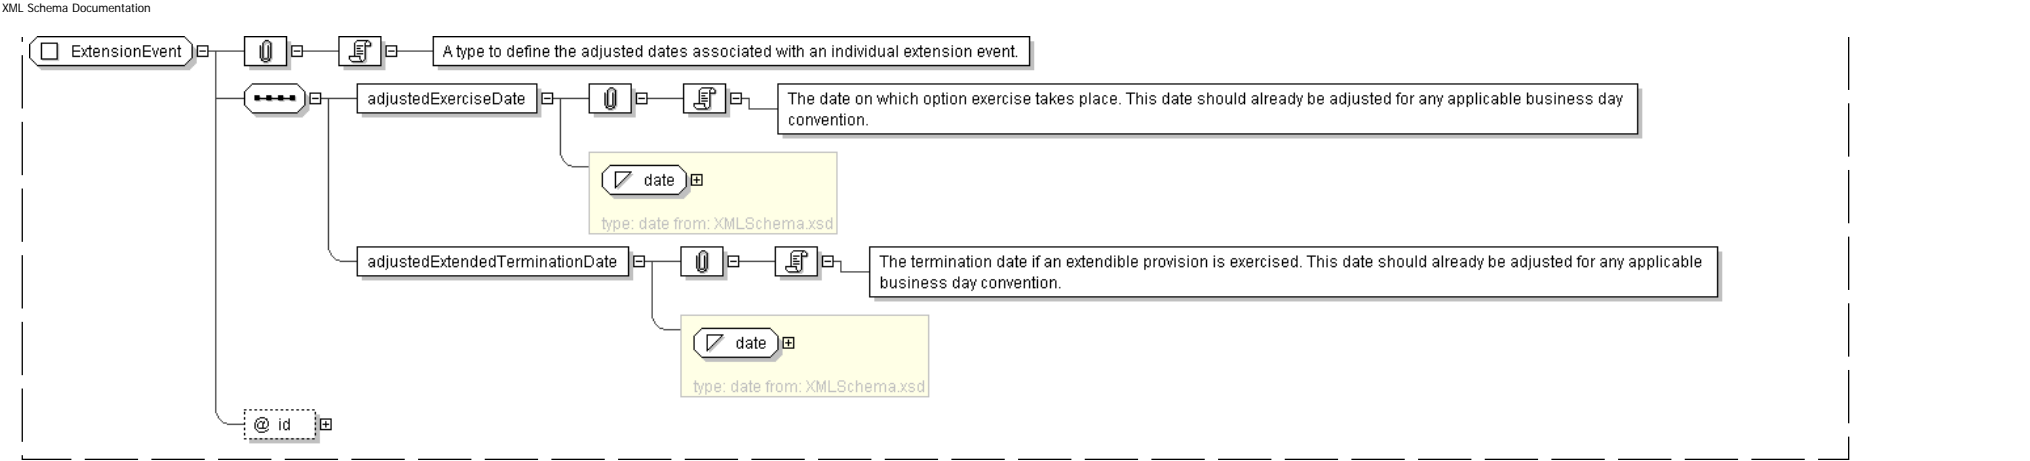 XML Schema Documentation
ExtensionEvent
A type to define the adjusted dates associated with an individual extension event.
adjustedExerciseDate
The date on which option exercise takes place. This date should already be adjusted for any applicable business day
convention.
date
type: date from: XMLSchema.xsd
adjustedExtendedTerminationDate
The termination date if an extendible provision is exercised. This date should already be adjusted for any applicable
business day convention.
date
type: date from: XMLSchema.xsd
@ id